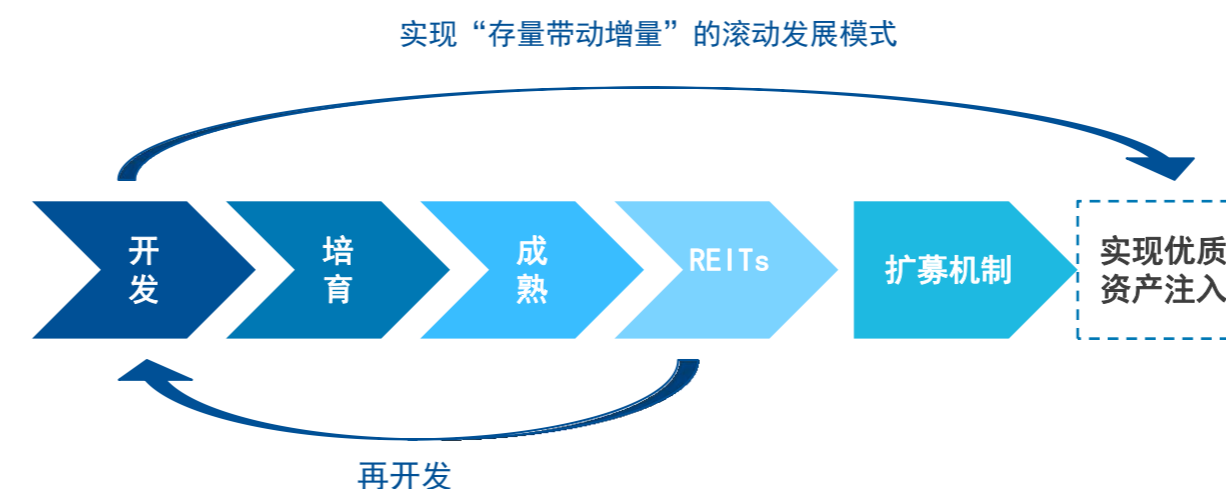 实现“存量带动增量”的滚动发展模式
开
发
培
育
成
熟
REITs
扩募机制
实现优质
资产注入
再开发